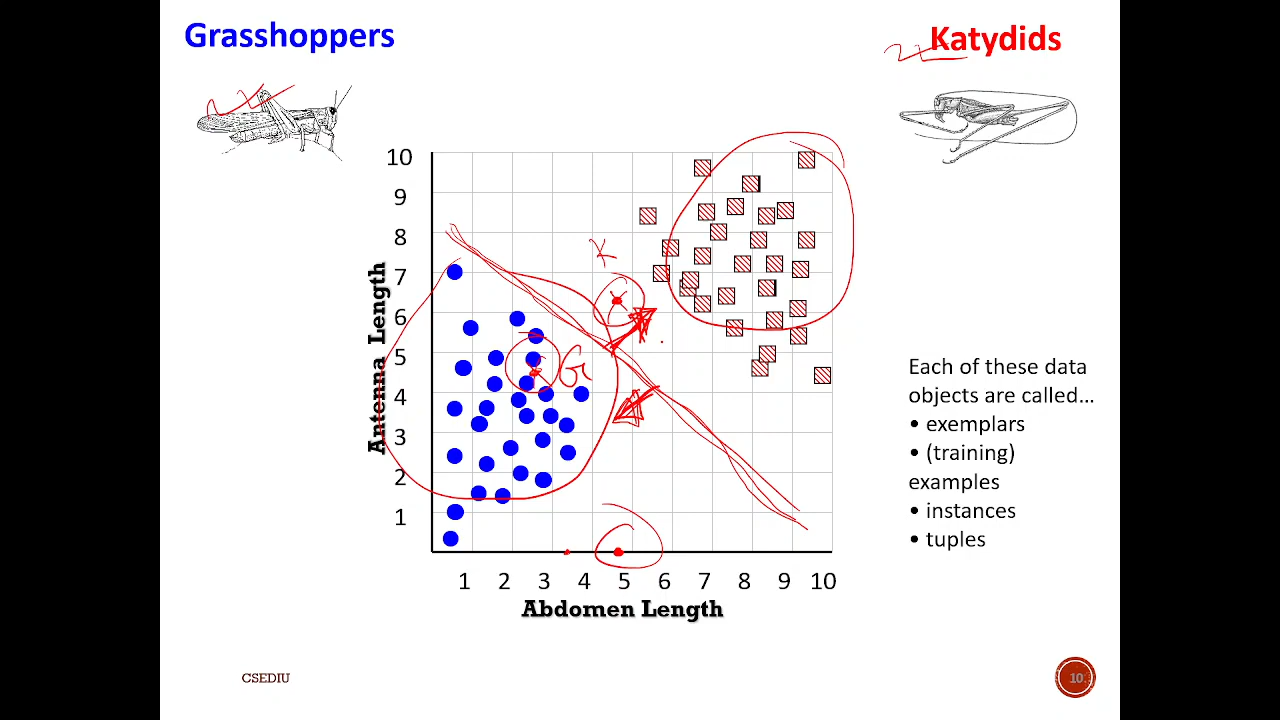 Grasshoppers
Katydids
10
9
8
7
6
5
4
3
2
1
Antenna Length
K
G
1 2 3 4 5 6 7 8 9 10
Abdomen Length
Each of these data
objects are called…
• exemplars
• (training)
examples
• instances
• tuples
CSEDIU
10